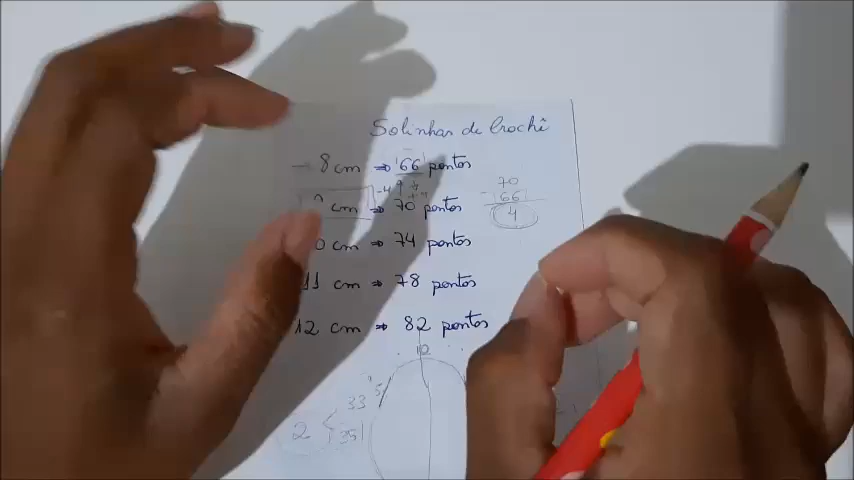 Solinhas de Crochê
→ 8 cm ⇒ 66 pontos
cm ⇒ 70 pontos
0 cm ⇒ 74 pontos
11 cm ⇒ 78 pontos
12 cm ⇒ 82 pontos
70
- 66
4
12
33
2
35